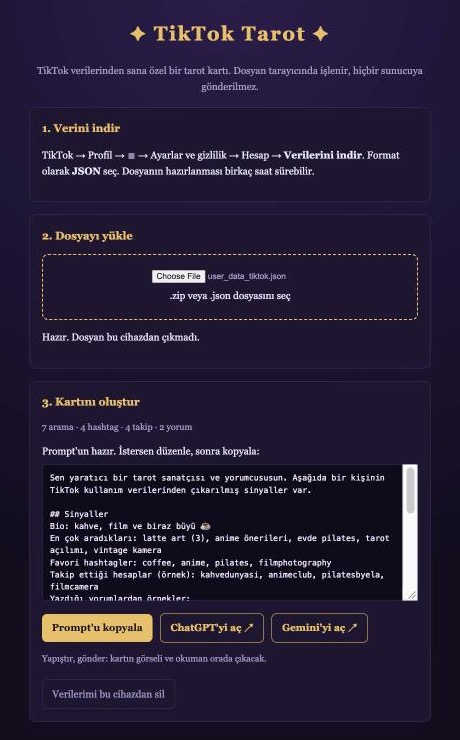 ✦ TikTok Tarot ✦
TikTok verilerinden sana özel bir tarot kartı. Dosyan tarayıcında işlenir, hiçbir sunucuya
gönderilmez.
1. Verini indir
TikTok → Profil → ≡ → Ayarlar ve gizlilik → Hesap → Verilerini indir. Format
olarak JSON seç. Dosyanın hazırlanması birkaç saat sürebilir.
2. Dosyayı yükle
Choose File user_data_tiktok.json
.zip veya .json dosyasını seç
Hazır. Dosyan bu cihazdan çıkmadı.
3. Kartını oluştur
7 arama · 4 hashtag · 4 takip · 2 yorum
Prompt'un hazır. İstersen düzenle, sonra kopyala:
Sen yaratıcı bir tarot sanatçısı ve yorumcususun. Aşağıda bir kişinin
TikTok kullanım verilerinden çıkarılmış sinyaller var.
## Sinyaller
Bio: kahve, film ve biraz büyü ☕
En çok aradıkları: latte art (3), anime önerileri, evde pilates, tarot
açılımı, vintage kamera
Favori hashtagler: coffee, anime, pilates, filmphotography
Takip ettiği hesaplar (örnek): kahvedunyasi, animeclub, pilatesbyela,
filmcamera
Yazdığı yorumlardan örnekler:
Prompt'u kopyala ChatGPT'yi aç ↗ Gemini'yi aç ↗
Yapıştır, gönder: kartın görseli ve okuman orada çıkacak.
Verilerimi bu cihazdan sil